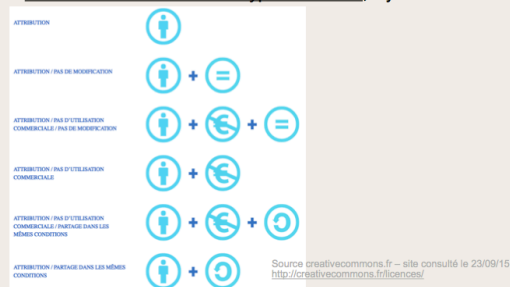 ATTRIBUTION
ATTRIBUTION / PAS DE MODIFICATION
ATTRIBUTION / PAS D'UTILISATION
COMMERCIALE / PAS DE MODIFICATION
ATTRIBUTION / PAS D'UTILISATION
COMMERCIALE
ATTRIBUTION / PAS D'UTILISATION
COMMERCIALE / PARTAGE DANS LES
MÊMES CONDITIONS
ATTRIBUTION / PARTAGE DANS LES MÊMES
CONDITIONS
Source creativecommons.fr – site consulté le 23/09/15
http://creativecommons.fr/licences/